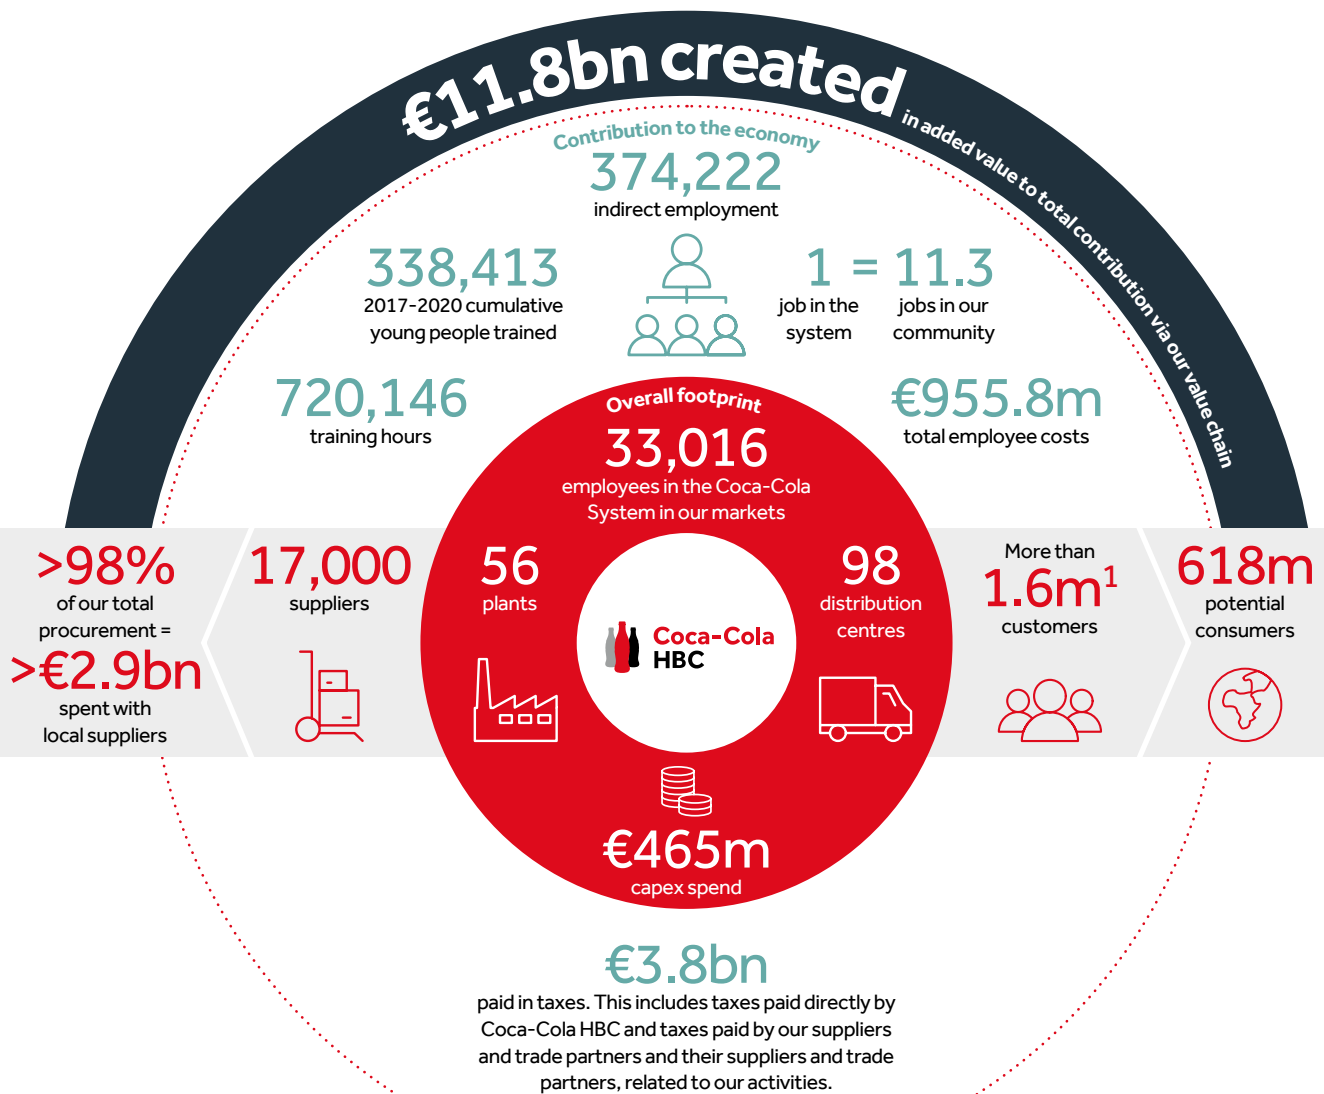 €11.8bn created in added value to total contribution via our value chain
Contribution to the economy
374,222
indirect employment
338,413
2017-2020 cumulative
young people trained
1 = 11.3
job in the
system
jobs in our
community
720,146
training hours
€955.8m
total employee costs
Overall footprint
33,016
employees in the Coca-Cola
System in our markets
>98%
of our total
procurement =
>€2.9bn
spent with
local suppliers
17,000
suppliers
56
plants
Coca-Cola
HBC
98
distribution
centres
More than
1.6m¹
customers
618m
potential
consumers
€465m
capex spend
€3.8bn
paid in taxes. This includes taxes paid directly by
Coca-Cola HBC and taxes paid by our suppliers
and trade partners and their suppliers and trade
partners, related to our activities.